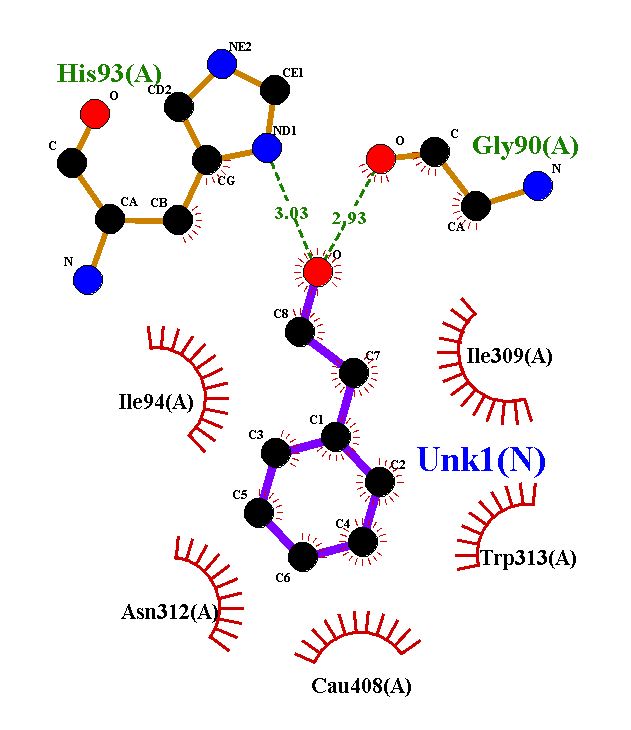 NE2
His93(A)
CE1
CD2
O
ND1
O
C
Gly90(A)
C
N
CG
CA
CB
CA
3.03
2.93
N
O
C8
C7
Ile309(A)
Ile94(A)
C1
C3
C2
Unk1(N)
C5
C4
Trp313(A)
C6
Asn312(A)
Cau408(A)